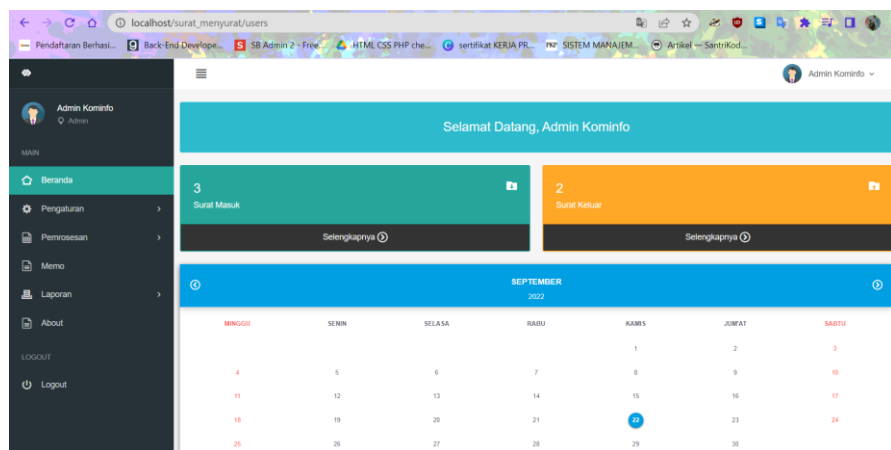 localhost/surat_menyurat/users
Pendaftaran Berhasi...
Back-End Develope...
SB Admin 2 - Free...
HTML CSS PHP che...
sertifikat KERJA PR...
SISTEM MANAJEM...
Artikel — SantriKod...
Admin Kominfo
Admin Kominfo
Admin
MAIN
Beranda
Pengaturan
Pemrosesan
Memo
Laporan
About
LOGOUT
Logout
Selamat Datang, Admin Kominfo
3
Surat Masuk
Selengkapnya
2
Surat Keluar
Selengkapnya
SEPTEMBER
2022
MINGGU SENIN SELASA RABU KAMIS JUM'AT SABTU
1 2 3
4 5 6 7 8 9 10
11 12 13 14 15 16 17
18 19 20 21 22 23 24
25 26 27 28 29 30